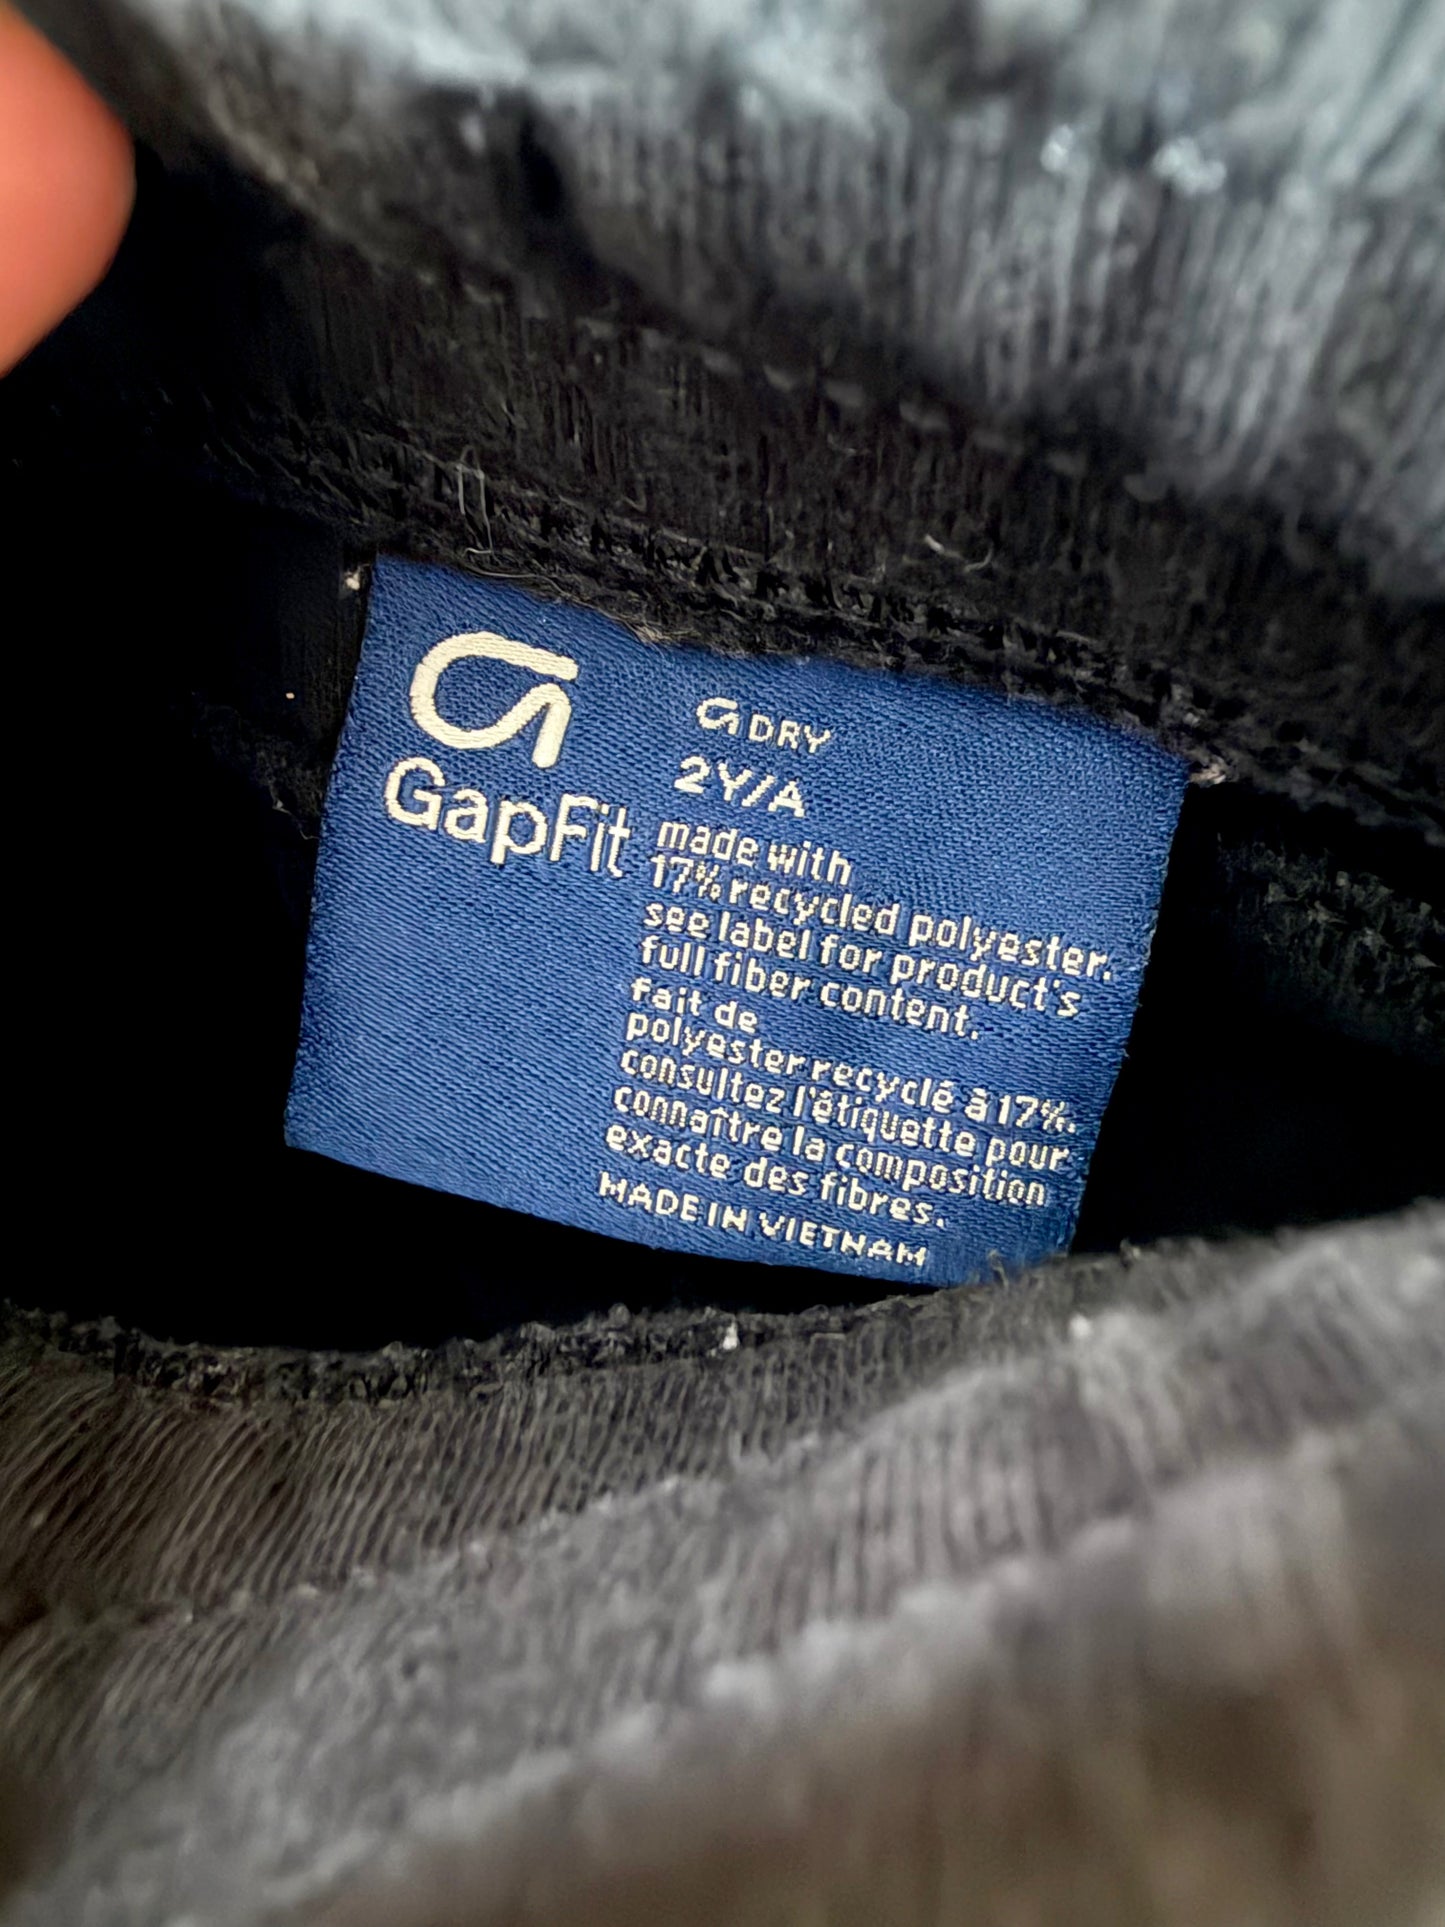 GapFit
DRY
2Y/A
made with
17% recycled polyester.
see label for product's
full fiber content.
fait de
polyester recyclé à 17%.
consultez l'étiquette pour
connaître la composition
exacte des fibres.
MADE IN VIETNAM